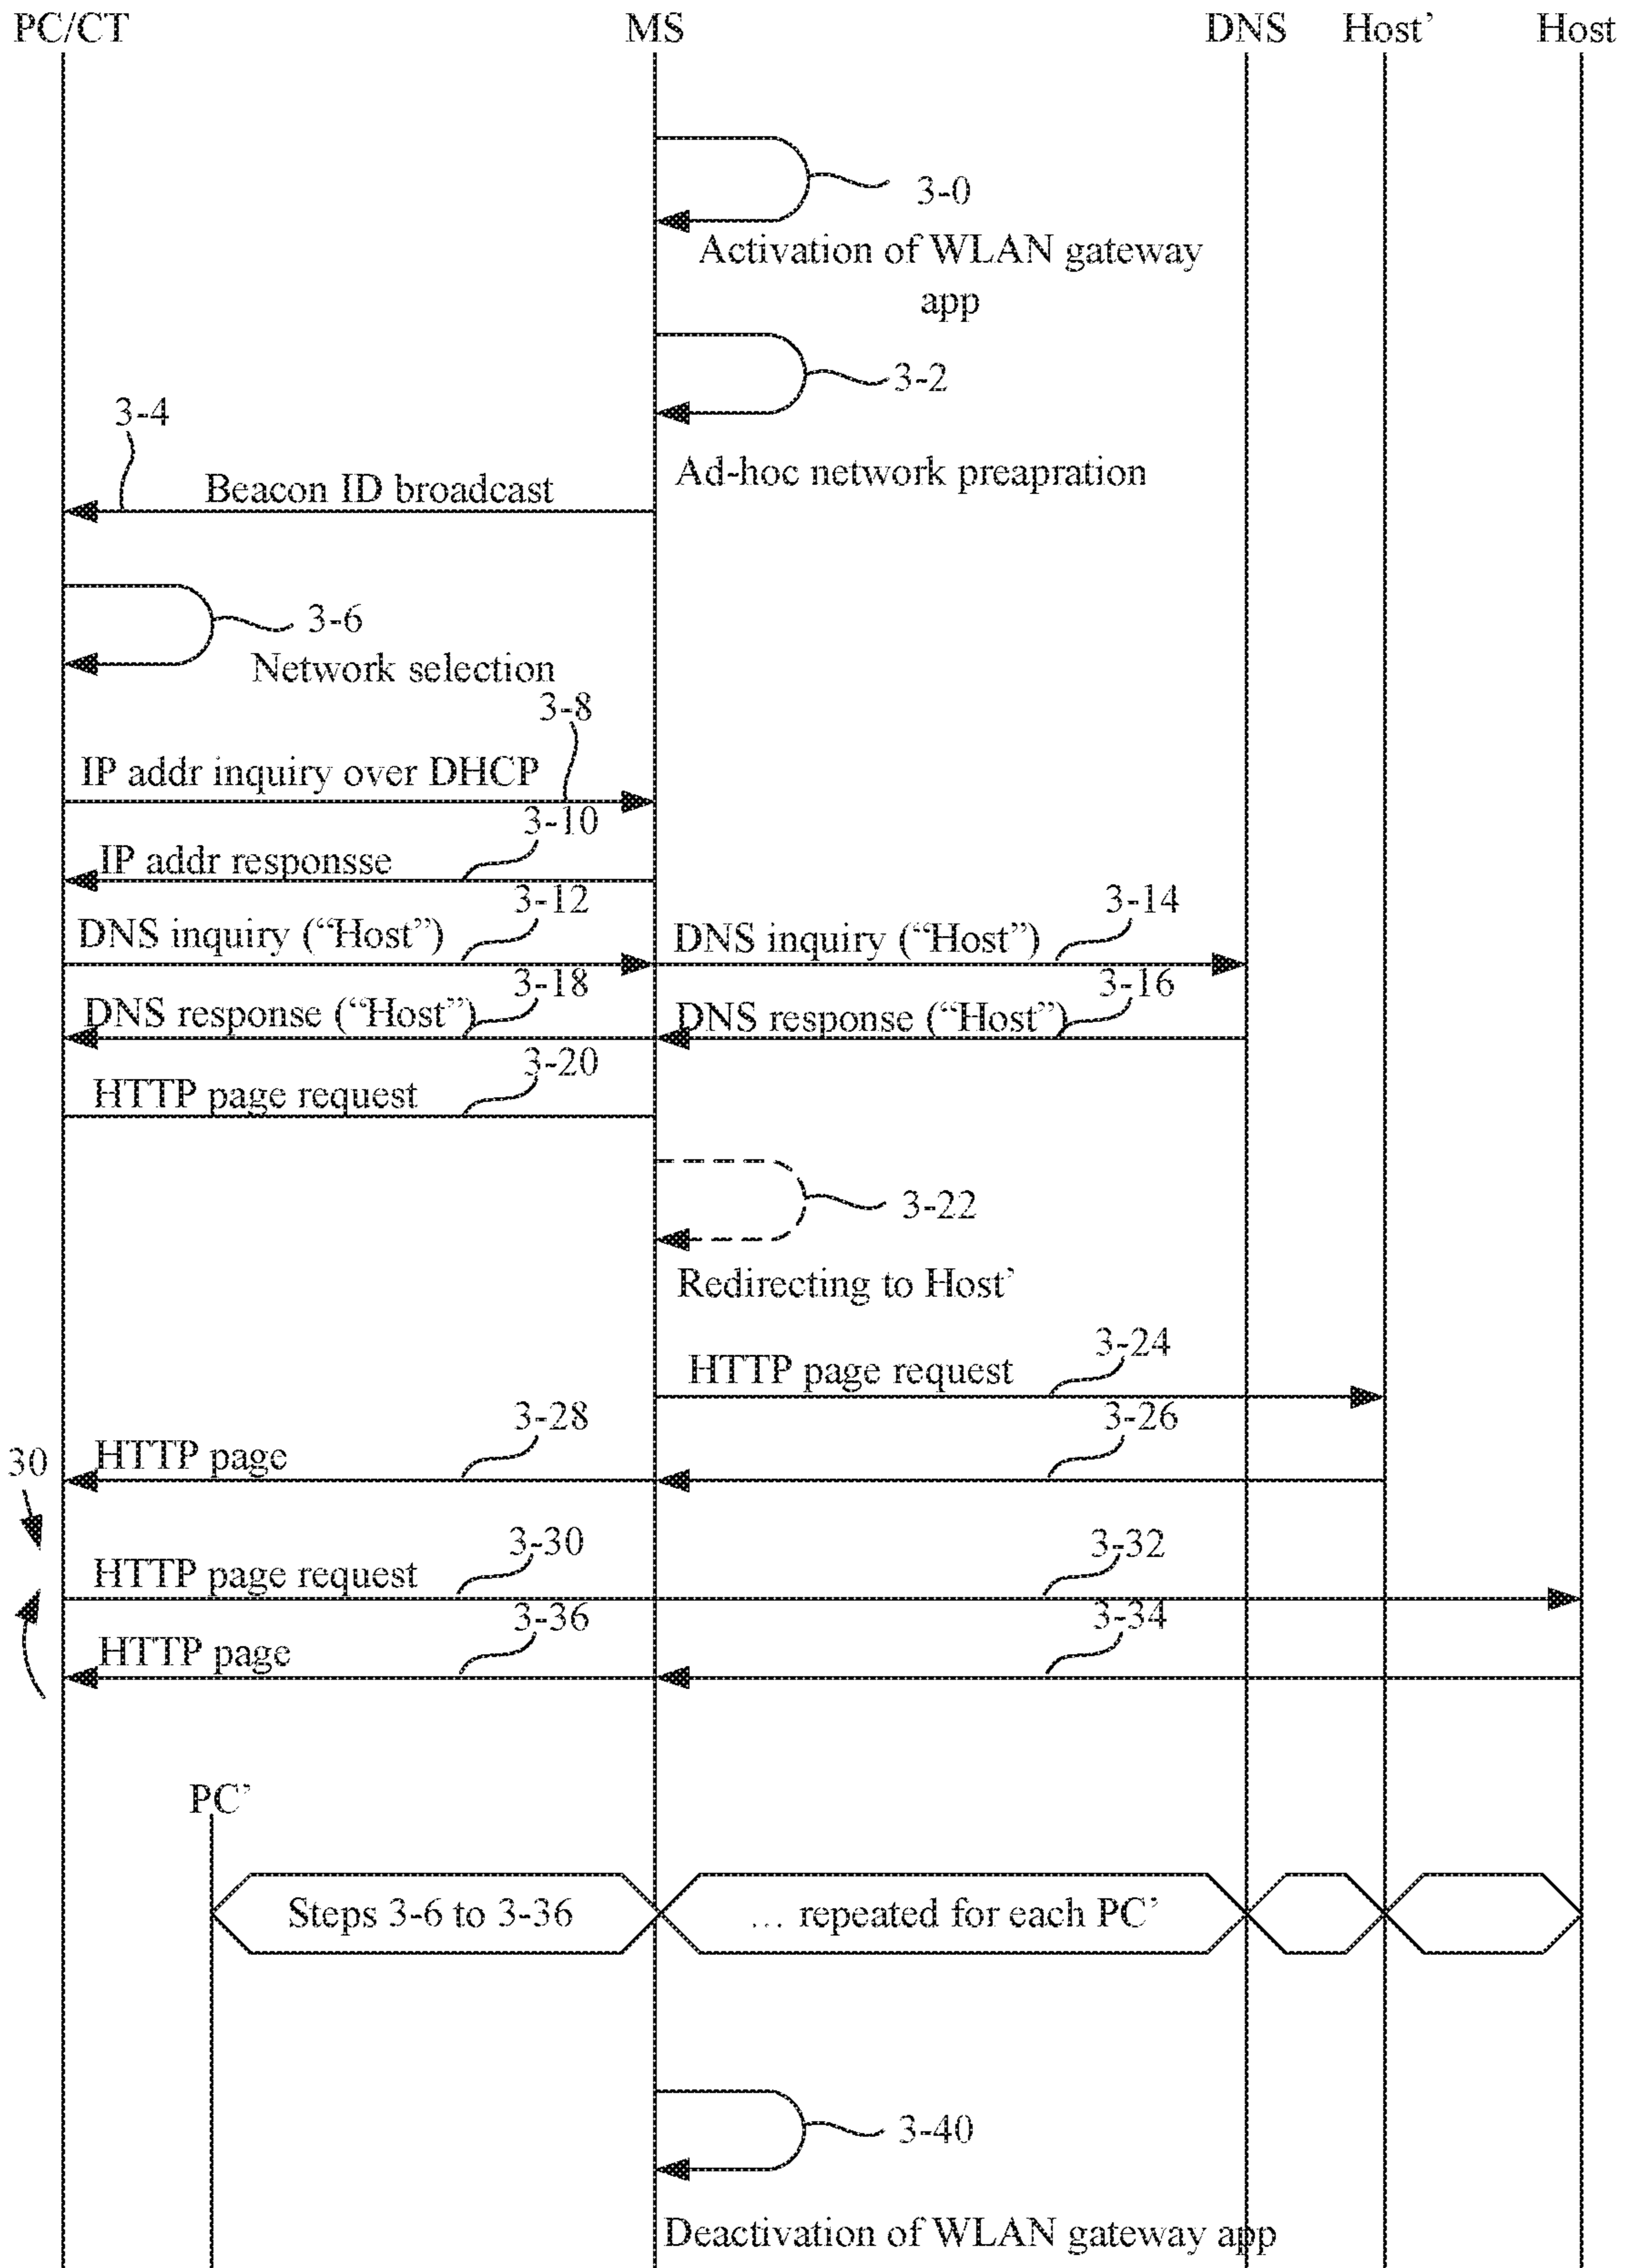 PC/CT MS DNS Host’ Host
3-0
Activation of WLAN gateway
app
3-2
3-4
Ad-hoc network preapration
Beacon ID broadcast
3-6
Network selection
3-8
IP addr inquiry over DHCP
3-10
IP addr responsse
3-12 3-14
DNS inquiry (“Host”) DNS inquiry (“Host”)
3-18 3-16
DNS response (“Host”) DNS response (“Host”)
3-20
HTTP page request
3-22
Redirecting to Host’
3-24
HTTP page request
3-28 3-26
30 HTTP page
3-30 3-32
HTTP page request
3-36 3-34
HTTP page
PC’
Steps 3-6 to 3-36 ... repeated for each PC’
3-40
Deactivation of WLAN gateway app